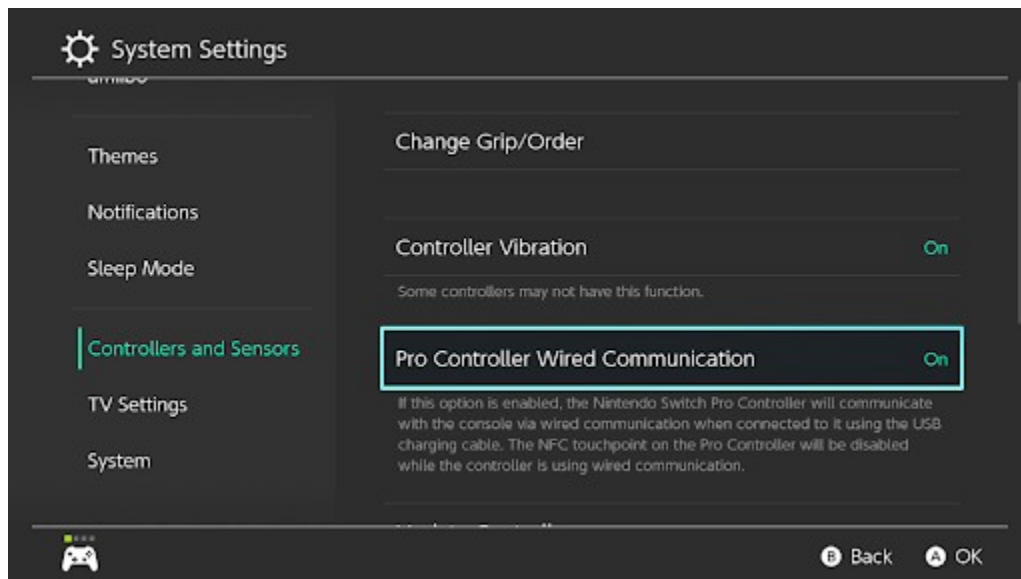 System Settings
amiibo
Themes
Notifications
Sleep Mode
Controllers and Sensors
TV Settings
System
Change Grip/Order
Controller Vibration On
Some controllers may not have this function.
Pro Controller Wired Communication On
If this option is enabled, the Nintendo Switch Pro Controller will communicate
with the console via wired communication when connected to it using the USB
charging cable. The NFC touchpoint on the Pro Controller will be disabled
while the controller is using wired communication.
B Back A OK